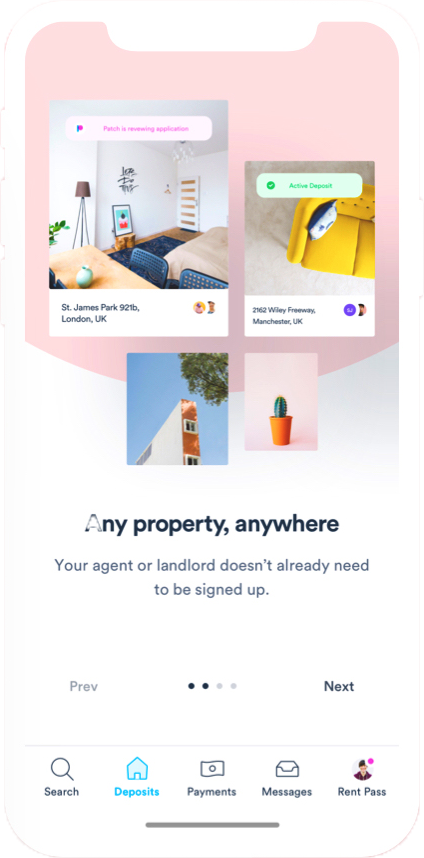 Patch is revewing application
Active Deposit
St. James Park 921b,
London, UK
2162 Wiley Freeway,
Manchester, UK
SJ
Any property, anywhere
Your agent or landlord doesn't already need
to be signed up.
Prev
Next
Search
Deposits
Payments
Messages
Rent Pass